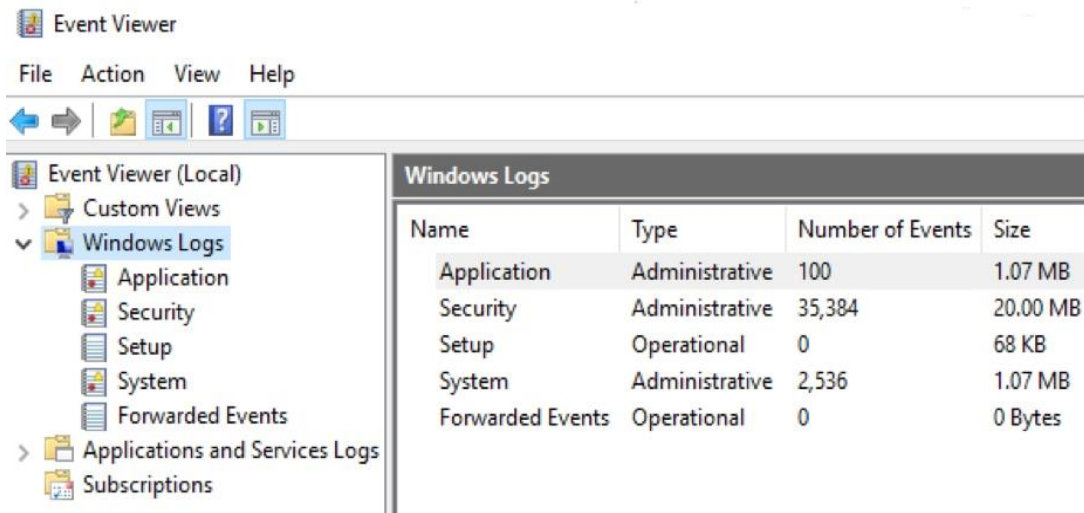 Event Viewer
File Action View Help
Event Viewer (Local)
Custom Views
Windows Logs
Application
Security
Setup
System
Forwarded Events
Applications and Services Logs
Subscriptions
Windows Logs
Name Type Number of Events Size
Application Administrative 100 1.07 MB
Security Administrative 35,384 20.00 MB
Setup Operational 0 68 KB
System Administrative 2,536 1.07 MB
Forwarded Events Operational 0 0 Bytes